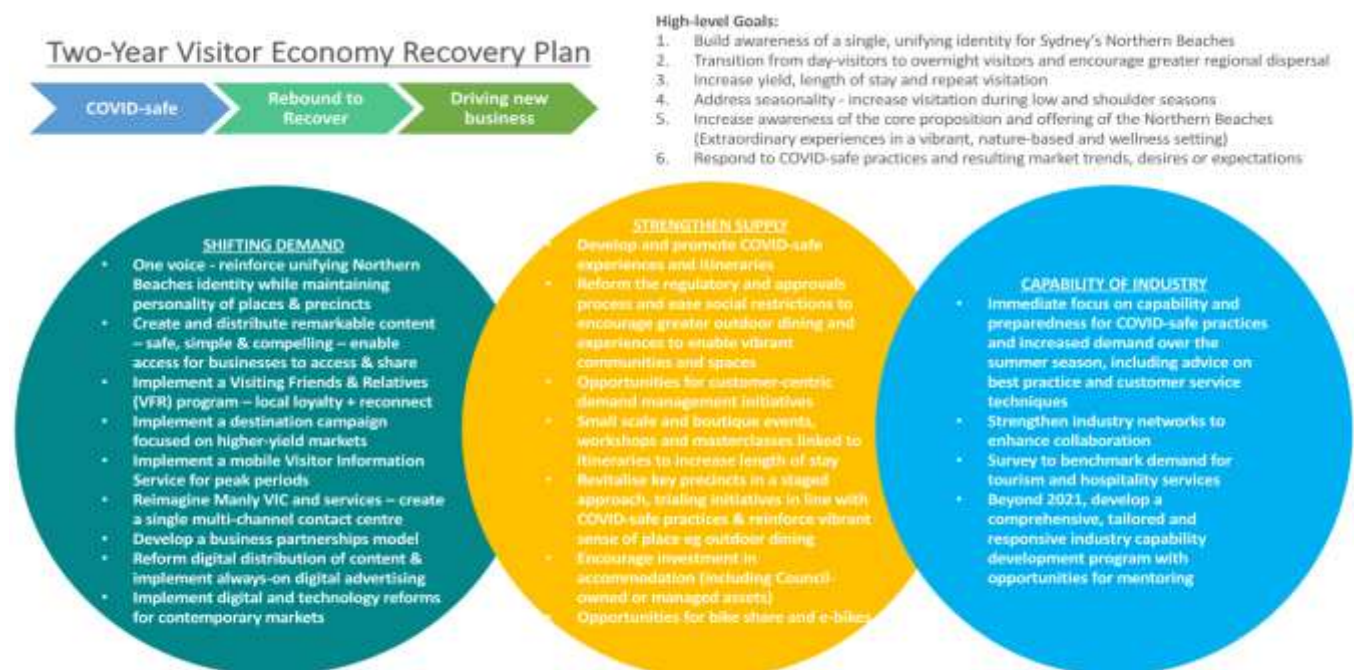 Two-Year Visitor Economy Recovery Plan
COVID-safe
Rebound to
Recover
Driving new
business
High-level Goals:
1. Build awareness of a single, unifying identity for Sydney's Northern Beaches
2. Transition from day-visitors to overnight visitors and encourage greater regional dispersal
3. Increase yield, length of stay and repeat visitation
4. Address seasonality - increase visitation during low and shoulder seasons
5. Increase awareness of the core proposition and offering of the Northern Beaches
(Extraordinary experiences in a vibrant, nature-based and wellness setting)
6. Respond to COVID-safe practices and resulting market trends, desires or expectations
SHIFTING DEMAND
• One voice - reinforce unifying Northern
Beaches identity while maintaining
personality of places & precincts
• Create and distribute remarkable content
– safe, simple & compelling – enable
access for businesses to access & share
• Implement a Visiting Friends & Relatives
(VFR) program – local loyalty + reconnect
• Implement a destination campaign
focused on higher-yield markets
• Implement a mobile Visitor Information
Service for peak periods
• Reimagine Manly VIC and services – create
a single multi-channel contact centre
• Develop a business partnerships model
• Reform digital distribution of content &
implement always-on digital advertising
• Implement digital and technology reforms
for contemporary markets
STRENGTHEN SUPPLY
• Develop and promote COVID-safe
experiences and itineraries
• Reform the regulatory and approvals
process and ease social restrictions to
encourage greater outdoor dining and
experiences to enable vibrant
communities and spaces
• Opportunities for customer-centric
demand management initiatives
• Small scale and boutique events,
workshops and masterclasses linked to
itineraries to increase length of stay
• Revitalise key precincts in a staged
approach, trialing initiatives in line with
COVID-safe practices & reinforce vibrant
sense of place eg outdoor dining
• Encourage investment in
accommodation (including Council-
owned or managed assets)
• Opportunities for bike share and e-bikes
CAPABILITY OF INDUSTRY
• Immediate focus on capability and
preparedness for COVID-safe practices
and increased demand over the
summer season, including advice on
best practice and customer service
techniques
• Strengthen industry networks to
enhance collaboration
• Survey to benchmark demand for
tourism and hospitality services
• Beyond 2021, develop a
comprehensive, tailored and
responsive industry capability
development program with
opportunities for mentoring